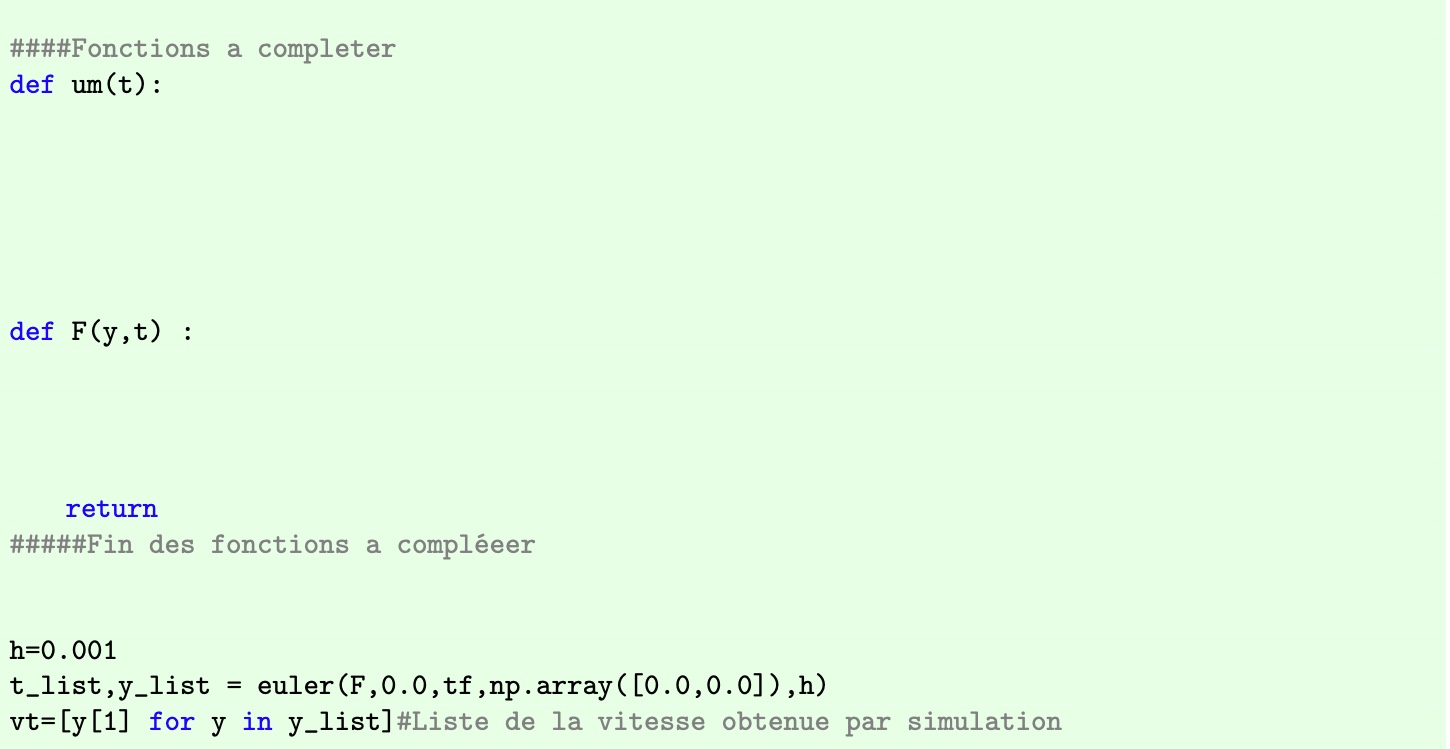 ####Fonctions a completer
def um(t):
def F(y,t) :
return
#####Fin des fonctions a compléeer
h=0.001
t_list,y_list = euler(F,0.0,tf,np.array([0.0,0.0]),h)
vt=[y[1] for y in y_list]#Liste de la vitesse obtenue par simulation